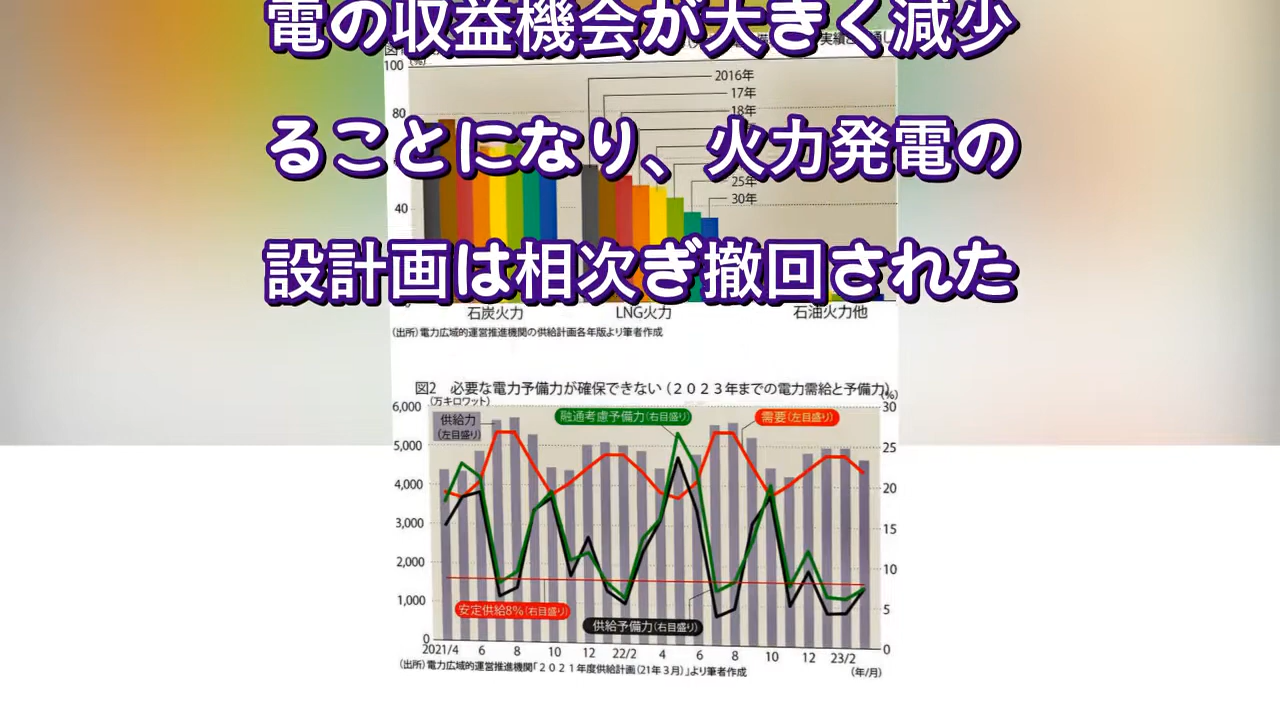 電の収益機会が大きく減少
実績
100
(%)
2016年
17年
80
18年
ることになり、火力発電の
25年
30年
40
設計画は相次ぎ撤回された
石炭火力
LNG火力
石油火力他
(出所)電力広域的運営推進機関の供給計画各年版より筆者作成
図2 必要な電力予備力が確保できない(2023年までの電力需給と予備力)
(万キロワット)
(%)
6,000
30
供給力
(左目盛り)
融通考慮予備力(右目盛り)
需要(左目盛り)
5,000
25
4,000
20
3,000
15
2,000
10
1,000
5
安定供給8%(右目盛り)
供給予備力(右目盛り)
0
0
2021/4 6 8 10 12 22/2 4 6 8 10 12 23/2
(年/月)
(出所)電力広域的運営推進機関「2021年度供給計画(21年3月)」より筆者作成